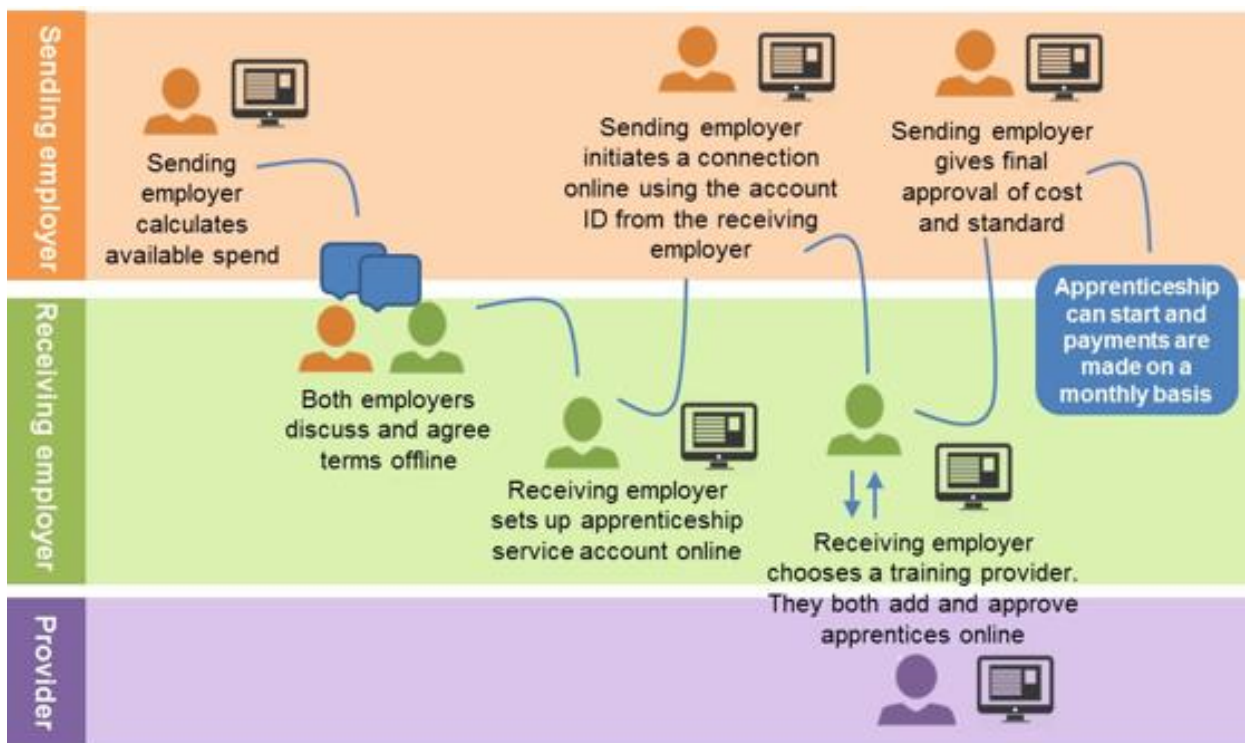 Sending employer
Sending
employer
calculates
available spend
Both employers
discuss and agree
terms offline
Receiving employer
sets up apprenticeship
service account online
Sending employer
initiates a connection
online using the account
ID from the receiving
employer
Receiving employer
chooses a training provider.
They both add and approve
apprentices online
Sending employer
gives final
approval of cost
and standard
Apprenticeship
can start and
payments are
made on a
monthly basis
Receiving employer
Provider